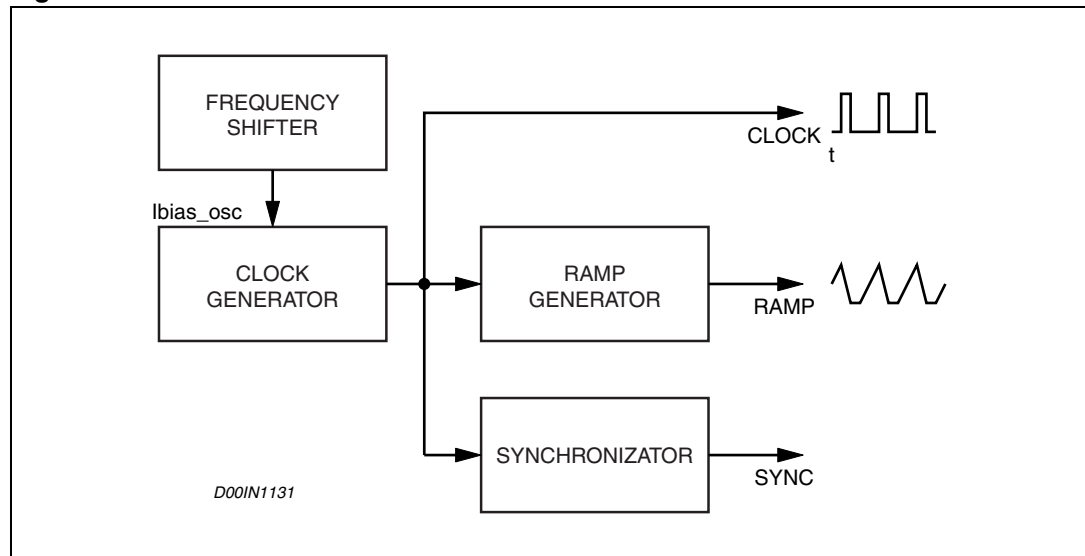 FREQUENCY
SHIFTER
CLOCK
t
Ibias_osc
CLOCK
GENERATOR
RAMP
GENERATOR
RAMP
SYNCHRONIZATOR
SYNC
D00IN1131